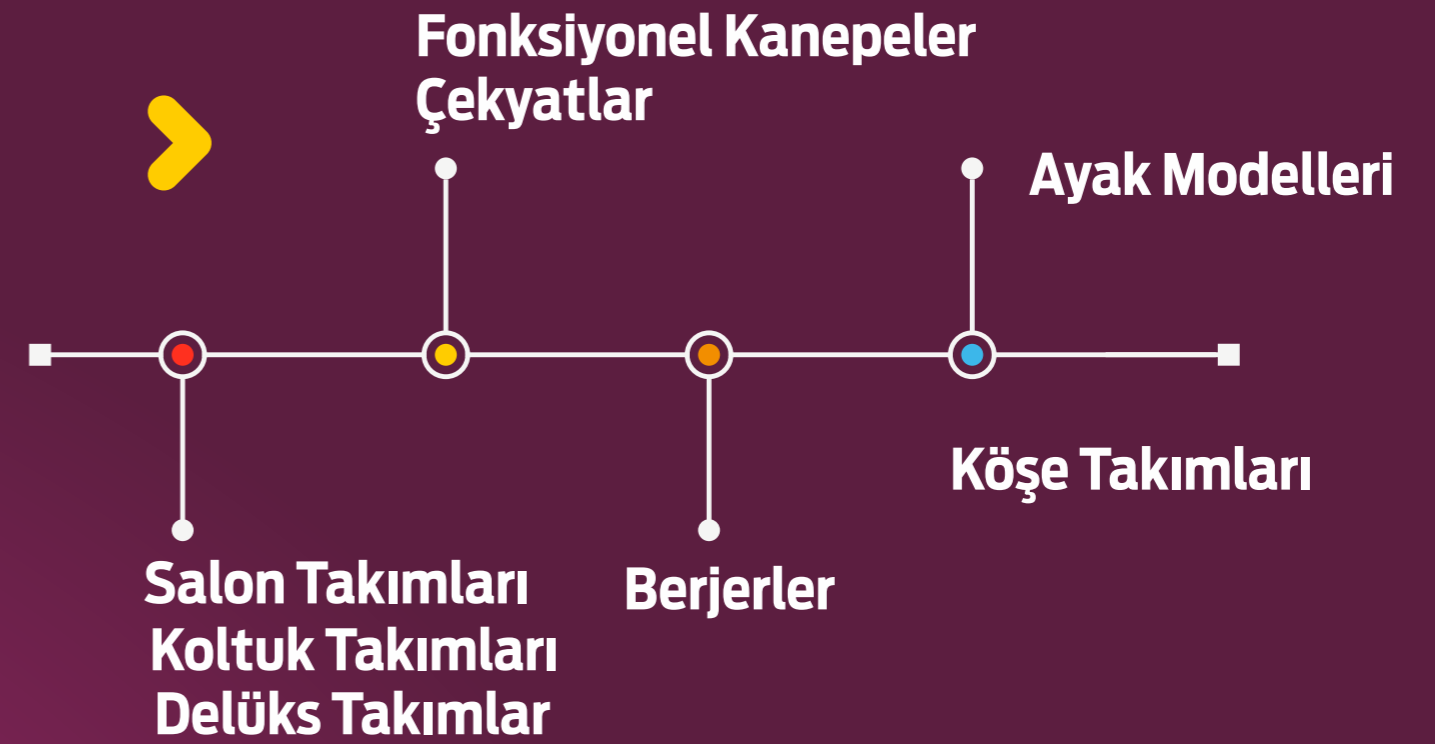 Fonksiyonel Kanepeler
Çekyatlar
Ayak Modelleri
Köşe Takımları
Salon Takımları
Koltuk Takımları
Delüks Takımlar
Berjerler